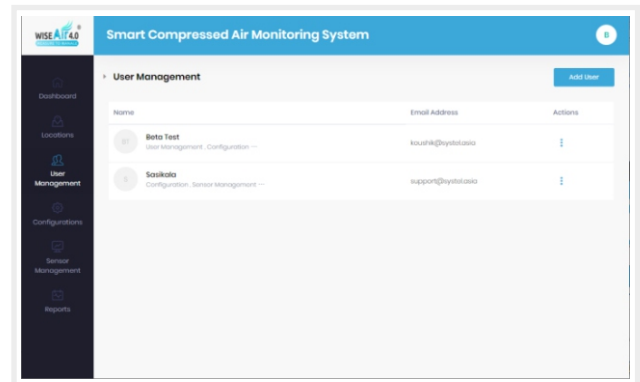 WISE Air 4.0
Smart Compressed Air Monitoring System
B
User Management
Add User
Dashboard
Locations
User
Management
Configurations
Sensor
Management
Reports
Name
Email Address
Actions
BT
Beta Test
User Management , Configuration ---
koushik@systol.asia
S
Sasikala
Configuration , Sensor Management ---
support@systol.asia